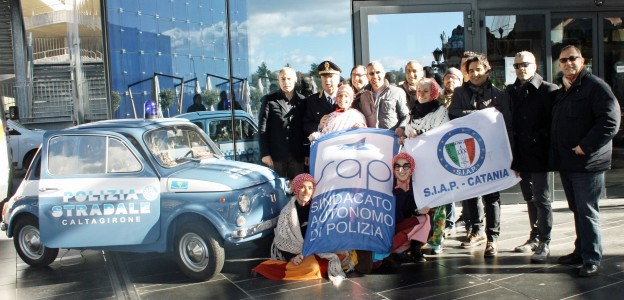 POLIZIA
STRADALE
CALTAGIRONE
sap
SINDACATO
AUTONOMO
DI POLIZIA
S.I.A.P.
S.I.A.P. - CATANIA